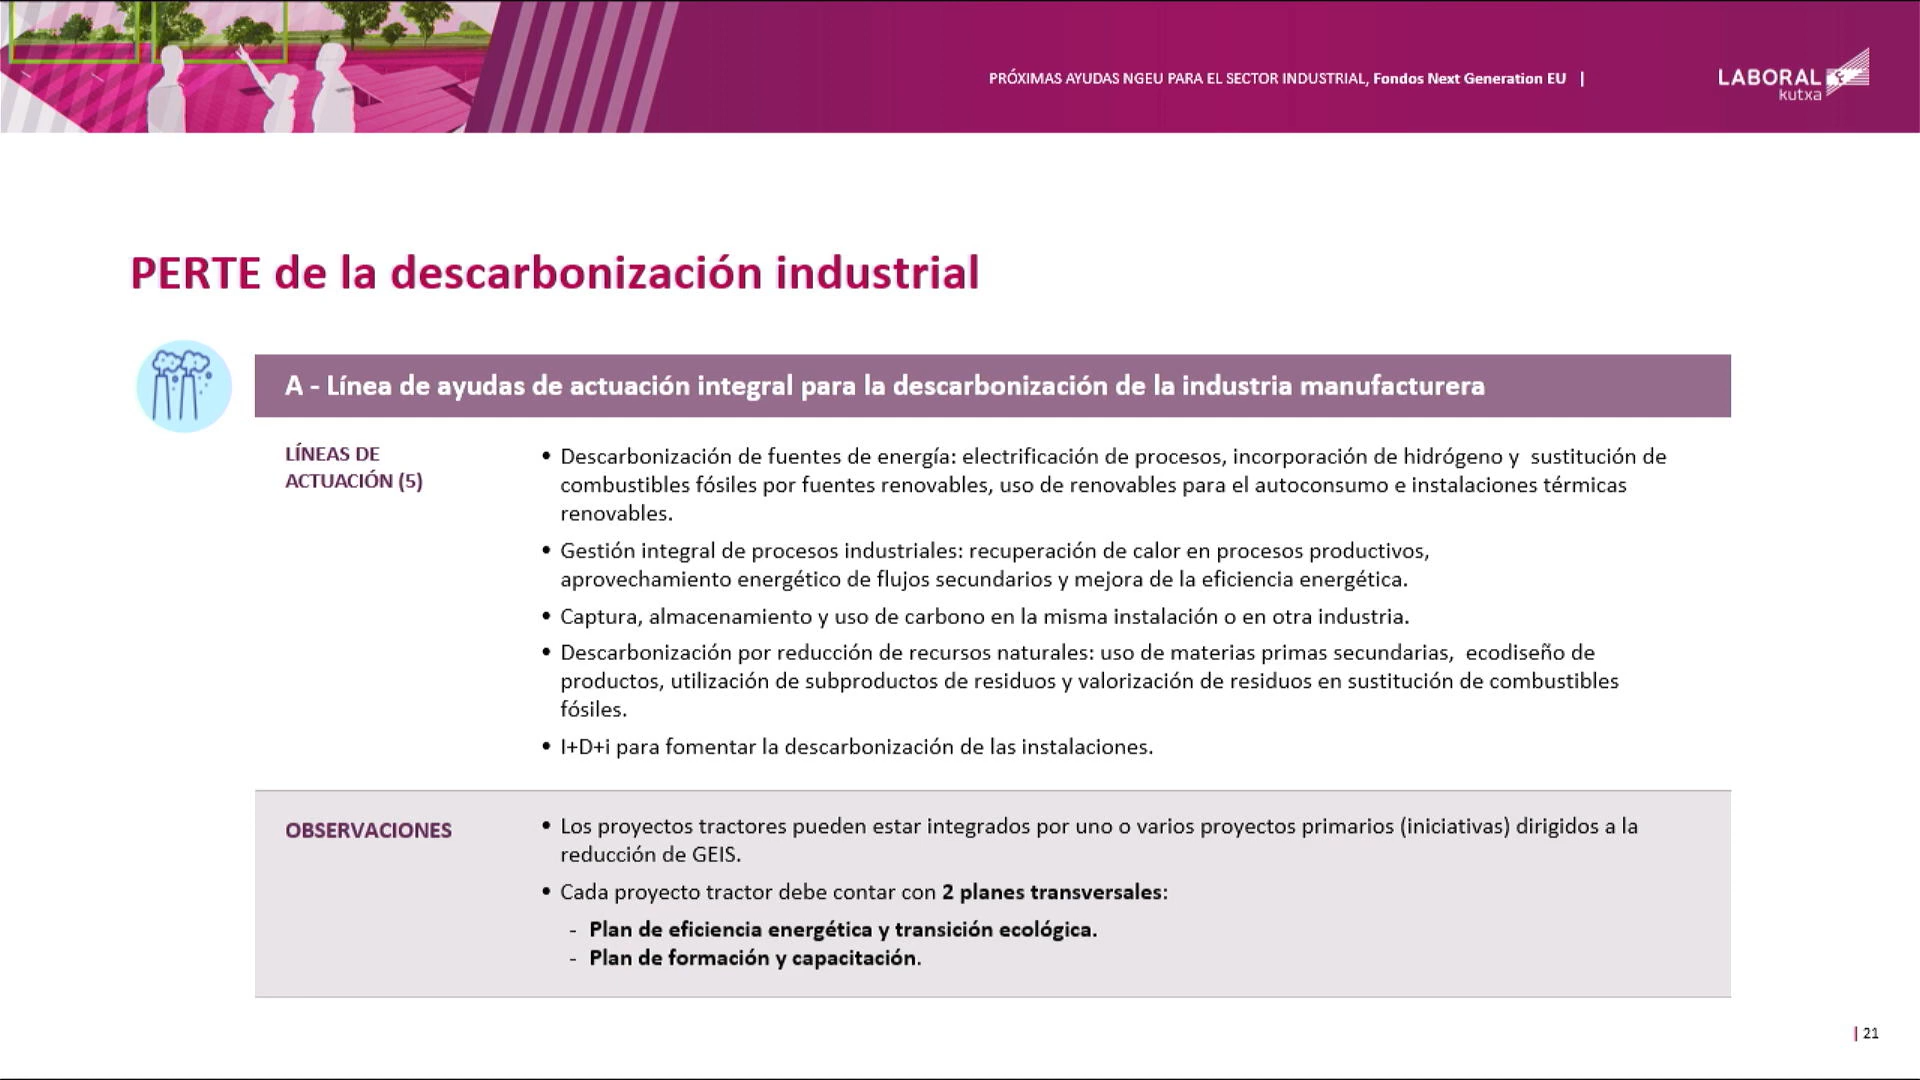 PRÓXIMAS AYUDAS NGEU PARA EL SECTOR INDUSTRIAL, Fondos Next Generation EU |
LABORAL
kutxa
PERTE de la descarbonización industrial
A - Línea de ayudas de actuación integral para la descarbonización de la industria manufacturera
LÍNEAS DE
ACTUACIÓN (5)
• Descarbonización de fuentes de energía: electrificación de procesos, incorporación de hidrógeno y sustitución de
combustibles fósiles por fuentes renovables, uso de renovables para el autoconsumo e instalaciones térmicas
renovables.
• Gestión integral de procesos industriales: recuperación de calor en procesos productivos,
aprovechamiento energético de flujos secundarios y mejora de la eficiencia energética.
• Captura, almacenamiento y uso de carbono en la misma instalación o en otra industria.
• Descarbonización por reducción de recursos naturales: uso de materias primas secundarias, ecodiseño de
productos, utilización de subproductos de residuos y valorización de residuos en sustitución de combustibles
fósiles.
• I+D+i para fomentar la descarbonización de las instalaciones.
OBSERVACIONES
• Los proyectos tractores pueden estar integrados por uno o varios proyectos primarios (iniciativas) dirigidos a la
reducción de GEIS.
• Cada proyecto tractor debe contar con 2 planes transversales:
- Plan de eficiencia energética y transición ecológica.
- Plan de formación y capacitación.
| 21